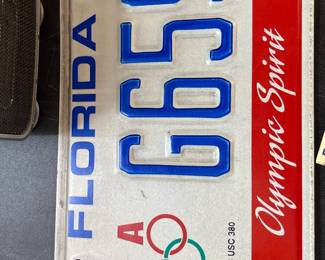 FLORIDA
G65
A
USC 380
Olympic Spirit